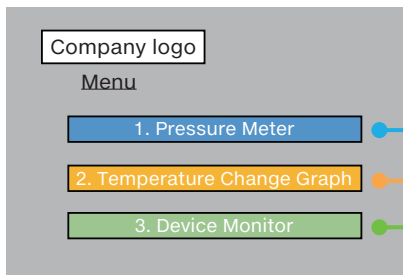 Company logo
Menu
1. Pressure Meter
2. Temperature Change Graph
3. Device Monitor